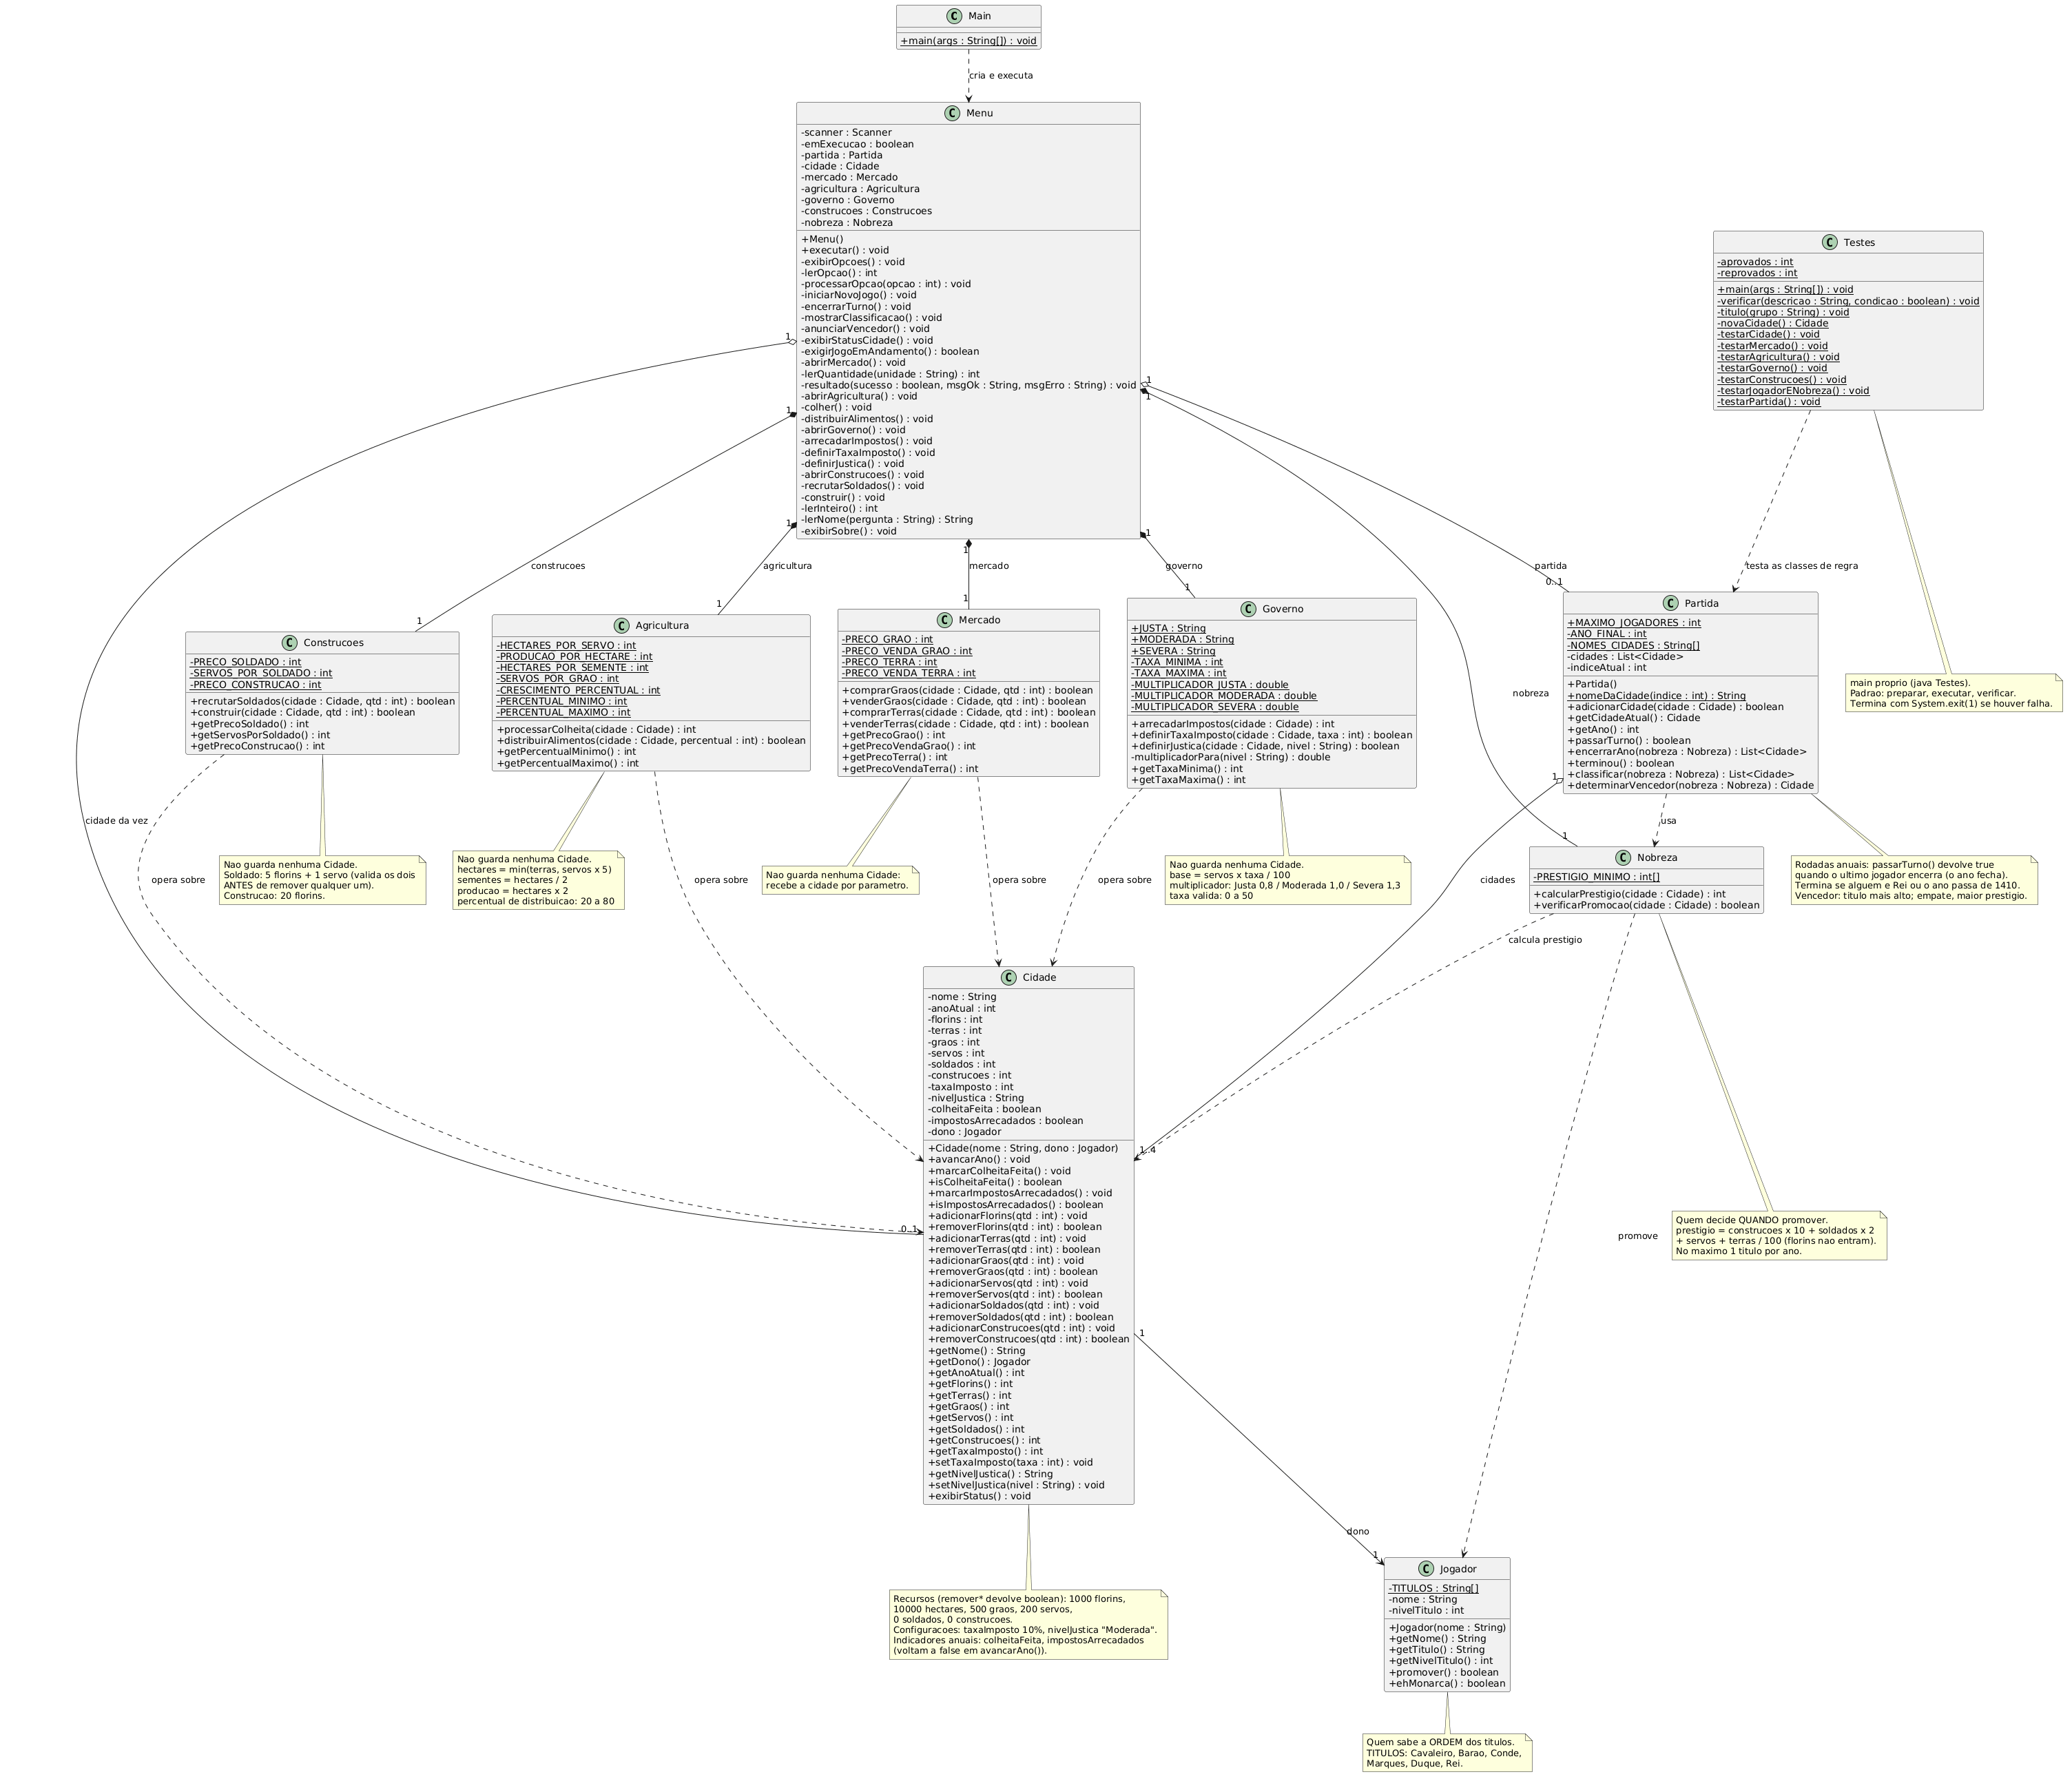 Main
+main(args : String[]) : void
cria e executa
Menu
-scanner : Scanner
-emExecucao : boolean
-partida : Partida
-cidade : Cidade
-mercado : Mercado
-agricultura : Agricultura
-governo : Governo
-construcoes : Construcoes
-nobreza : Nobreza
+Menu()
+executar() : void
-exibirOpcoes() : void
-lerOpcao() : int
-processarOpcao(opcao : int) : void
-iniciarNovoJogo() : void
-encerrarTurno() : void
-mostrarClassificacao() : void
-anunciarVencedor() : void
-exibirStatusCidade() : void
-exigirJogoEmAndamento() : boolean
-abrirMercado() : void
-lerQuantidade(unidade : String) : int
-resultado(sucesso : boolean, msgOk : String, msgErro : String) : void
-abrirAgricultura() : void
-colher() : void
-distribuirAlimentos() : void
-abrirGoverno() : void
-arrecadarImpostos() : void
-definirTaxaImposto() : void
-definirJustica() : void
-abrirConstrucoes() : void
-recrutarSoldados() : void
-construir() : void
-lerInteiro() : int
-lerNome(pergunta : String) : String
-exibirSobre() : void
Testes
-aprovados : int
-reprovados : int
+main(args : String[]) : void
-verificar(descricao : String, condicao : boolean) : void
-titulo(grupo : String) : void
-novaCidade() : Cidade
-testarCidade() : void
-testarMercado() : void
-testarAgricultura() : void
-testarGoverno() : void
-testarConstrucoes() : void
-testarJogadorENobreza() : void
-testarPartida() : void
1
1
1
1
1
1
1
construcoes
agricultura
mercado
governo
partida
testa as classes de regra
1
1
1
1
0..1
Construcoes
-PRECO_SOLDADO : int
-SERVOS_POR_SOLDADO : int
-PRECO_CONSTRUCAO : int
+recrutarSoldados(cidade : Cidade, qtd : int) : boolean
+construir(cidade : Cidade, qtd : int) : boolean
+getPrecoSoldado() : int
+getServosPorSoldado() : int
+getPrecoConstrucao() : int
Agricultura
-HECTARES_POR_SERVO : int
-PRODUCAO_POR_HECTARE : int
-HECTARES_POR_SEMENTE : int
-SERVOS_POR_GRAO : int
-CRESCIMENTO_PERCENTUAL : int
-PERCENTUAL_MINIMO : int
-PERCENTUAL_MAXIMO : int
+processarColheita(cidade : Cidade) : int
+distribuirAlimentos(cidade : Cidade, percentual : int) : boolean
+getPercentualMinimo() : int
+getPercentualMaximo() : int
Mercado
-PRECO_GRAO : int
-PRECO_VENDA_GRAO : int
-PRECO_TERRA : int
-PRECO_VENDA_TERRA : int
+comprarGraos(cidade : Cidade, qtd : int) : boolean
+venderGraos(cidade : Cidade, qtd : int) : boolean
+comprarTerras(cidade : Cidade, qtd : int) : boolean
+venderTerras(cidade : Cidade, qtd : int) : boolean
+getPrecoGrao() : int
+getPrecoVendaGrao() : int
+getPrecoTerra() : int
+getPrecoVendaTerra() : int
Governo
+JUSTA : String
+MODERADA : String
+SEVERA : String
-TAXA_MINIMA : int
-TAXA_MAXIMA : int
-MULTIPLICADOR_JUSTA : double
-MULTIPLICADOR_MODERADA : double
-MULTIPLICADOR_SEVERA : double
+arrecadarImpostos(cidade : Cidade) : int
+definirTaxaImposto(cidade : Cidade, taxa : int) : boolean
+definirJustica(cidade : Cidade, nivel : String) : boolean
-multiplicadorPara(nivel : String) : double
+getTaxaMinima() : int
+getTaxaMaxima() : int
nobreza
Partida
+MAXIMO_JOGADORES : int
-ANO_FINAL : int
-NOMES_CIDADES : String[]
-cidades : List<Cidade>
-indiceAtual : int
+Partida()
+nomeDaCidade(indice : int) : String
+adicionarCidade(cidade : Cidade) : boolean
+getCidadeAtual() : Cidade
+getAno() : int
+passarTurno() : boolean
+encerrarAno(nobreza : Nobreza) : List<Cidade>
+terminou() : boolean
+classificar(nobreza : Nobreza) : List<Cidade>
+determinarVencedor(nobreza : Nobreza) : Cidade
main proprio (java Testes).
Padrao: preparar, executar, verificar.
Termina com System.exit(1) se houver falha.
1
cidade da vez
usa
1
opera sobre
Nao guarda nenhuma Cidade.
Soldado: 5 florins + 1 servo (valida os dois
ANTES de remover qualquer um).
Construcao: 20 florins.
Nao guarda nenhuma Cidade.
hectares = min(terras, servos x 5)
sementes = hectares / 2
producao = hectares x 2
percentual de distribuicao: 20 a 80
opera sobre
Nao guarda nenhuma Cidade:
recebe a cidade por parametro.
opera sobre
opera sobre
Nao guarda nenhuma Cidade.
base = servos x taxa / 100
multiplicador: Justa 0,8 / Moderada 1,0 / Severa 1,3
taxa valida: 0 a 50
cidades
Nobreza
-PRESTIGIO_MINIMO : int[]
+calcularPrestigio(cidade : Cidade) : int
+verificarPromocao(cidade : Cidade) : boolean
Rodadas anuais: passarTurno() devolve true
quando o ultimo jogador encerra (o ano fecha).
Termina se alguem e Rei ou o ano passa de 1410.
Vencedor: titulo mais alto; empate, maior prestigio.
calcula prestigio
Cidade
-nome : String
-anoAtual : int
-florins : int
-terras : int
-graos : int
-servos : int
-soldados : int
-construcoes : int
-taxaImposto : int
-nivelJustica : String
-colheitaFeita : boolean
-impostosArrecadados : boolean
-dono : Jogador
+Cidade(nome : String, dono : Jogador)
+avancarAno() : void
+marcarColheitaFeita() : void
+isColheitaFeita() : boolean
+marcarImpostosArrecadados() : void
+isImpostosArrecadados() : boolean
+adicionarFlorins(qtd : int) : void
+removerFlorins(qtd : int) : boolean
+adicionarTerras(qtd : int) : void
+removerTerras(qtd : int) : boolean
+adicionarGraos(qtd : int) : void
+removerGraos(qtd : int) : boolean
+adicionarServos(qtd : int) : void
+removerServos(qtd : int) : boolean
+adicionarSoldados(qtd : int) : void
+removerSoldados(qtd : int) : boolean
+adicionarConstrucoes(qtd : int) : void
+removerConstrucoes(qtd : int) : boolean
+getNome() : String
+getDono() : Jogador
+getAnoAtual() : int
+getFlorins() : int
+getTerras() : int
+getGraos() : int
+getServos() : int
+getSoldados() : int
+getConstrucoes() : int
+getTaxaImposto() : int
+setTaxaImposto(taxa : int) : void
+getNivelJustica() : String
+setNivelJustica(nivel : String) : void
+exibirStatus() : void
1..4
0..1
promove
Quem decide QUANDO promover.
prestigio = construcoes x 10 + soldados x 2
+ servos + terras / 100 (florins nao entram).
No maximo 1 titulo por ano.
1
dono
1
Recursos (remover* devolve boolean): 1000 florins,
10000 hectares, 500 graos, 200 servos,
0 soldados, 0 construcoes.
Configuracoes: taxaImposto 10%, nivelJustica "Moderada".
Indicadores anuais: colheitaFeita, impostosArrecadados
(voltam a false em avancarAno()).
Jogador
-TITULOS : String[]
-nome : String
-nivelTitulo : int
+Jogador(nome : String)
+getNome() : String
+getTitulo() : String
+getNivelTitulo() : int
+promover() : boolean
+ehMonarca() : boolean
Quem sabe a ORDEM dos titulos.
TITULOS: Cavaleiro, Barao, Conde,
Marques, Duque, Rei.